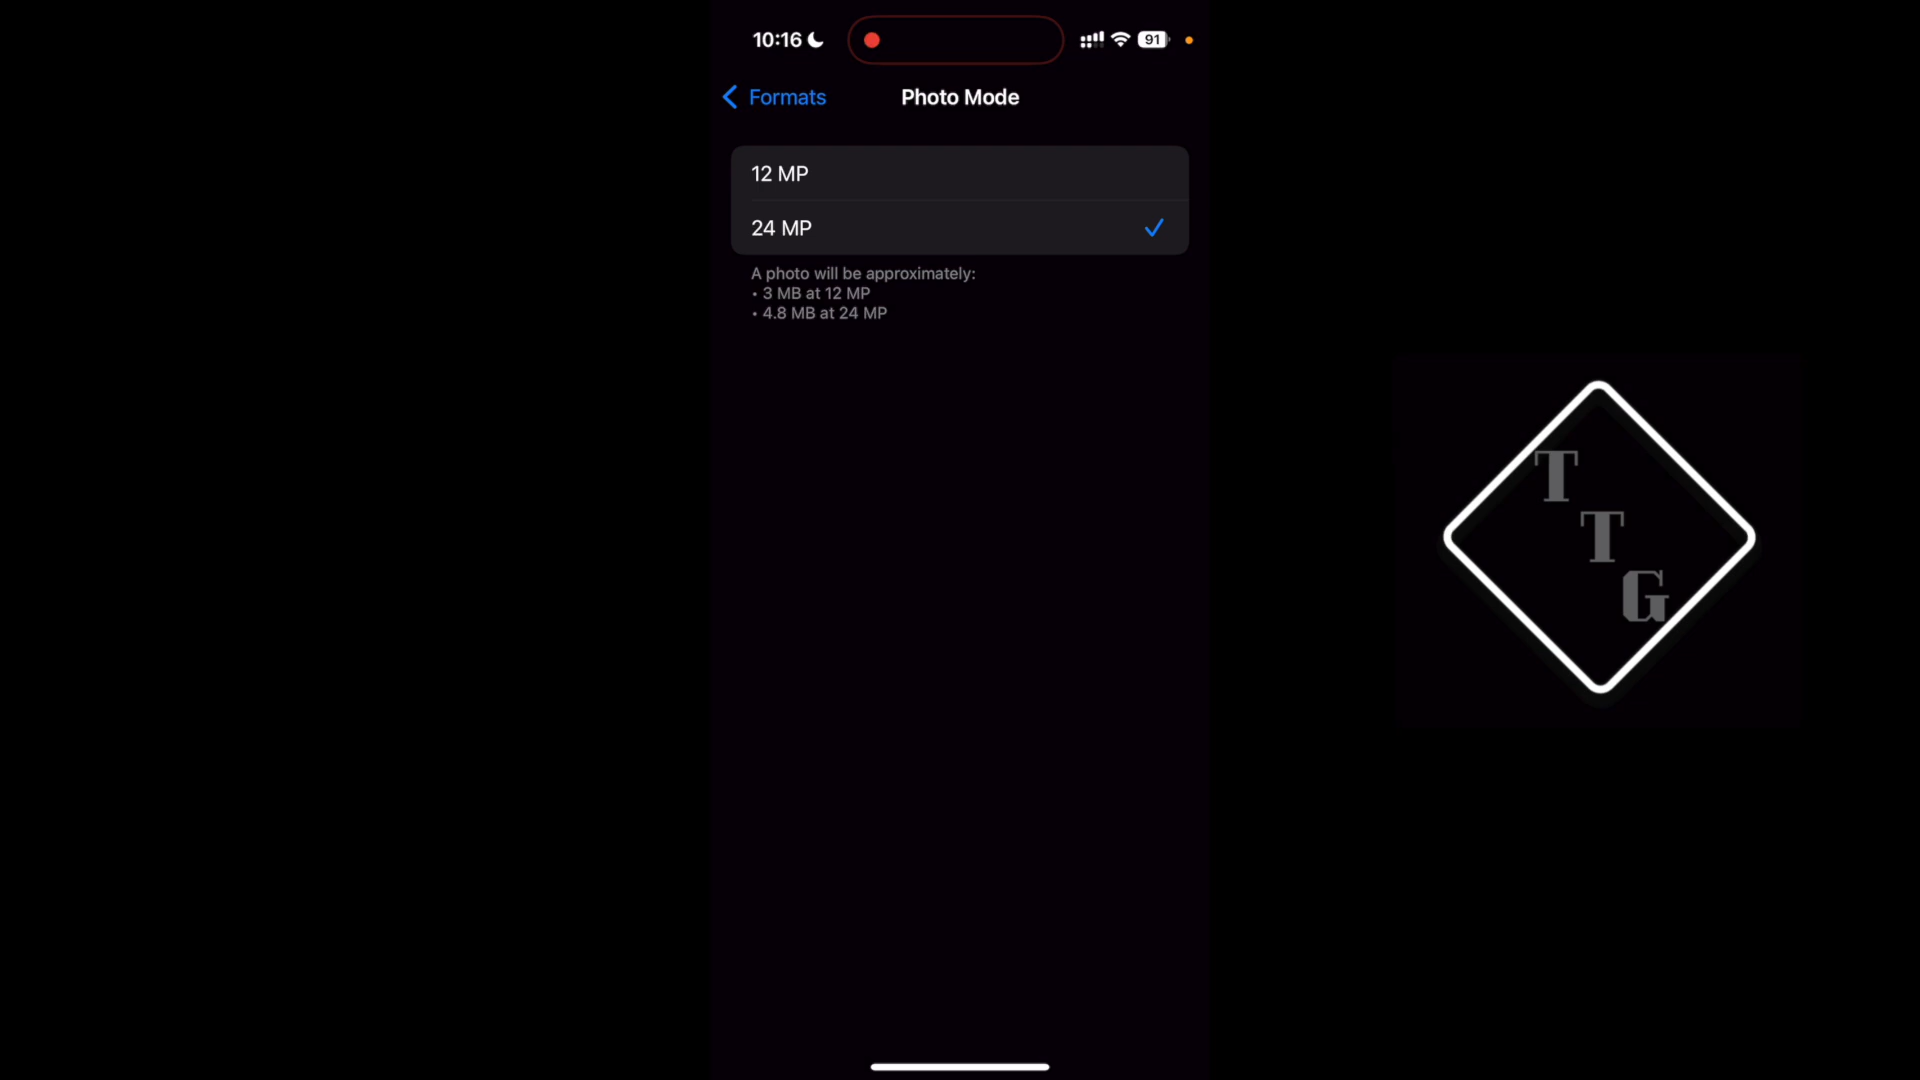 10:16
91
Formats
Photo Mode
12 MP
24 MP
A photo will be approximately:
• 3 MB at 12 MP
• 4.8 MB at 24 MP
T
T
G